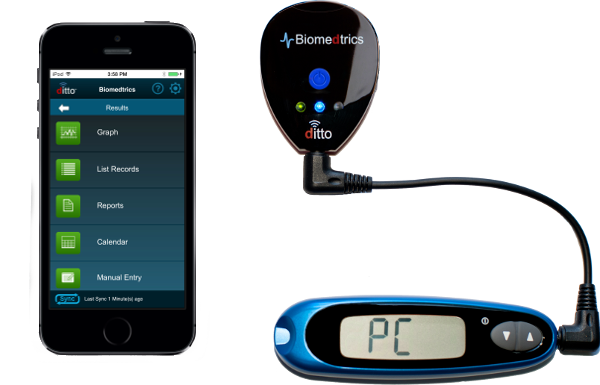 iPod 3:58 PM
ditto Biomedtrics ?
Results
Graph
List Records
Reports
Calendar
Manual Entry
Sync Last Sync 1 Minute(s) ago
Biomedtrics
ditto
PC